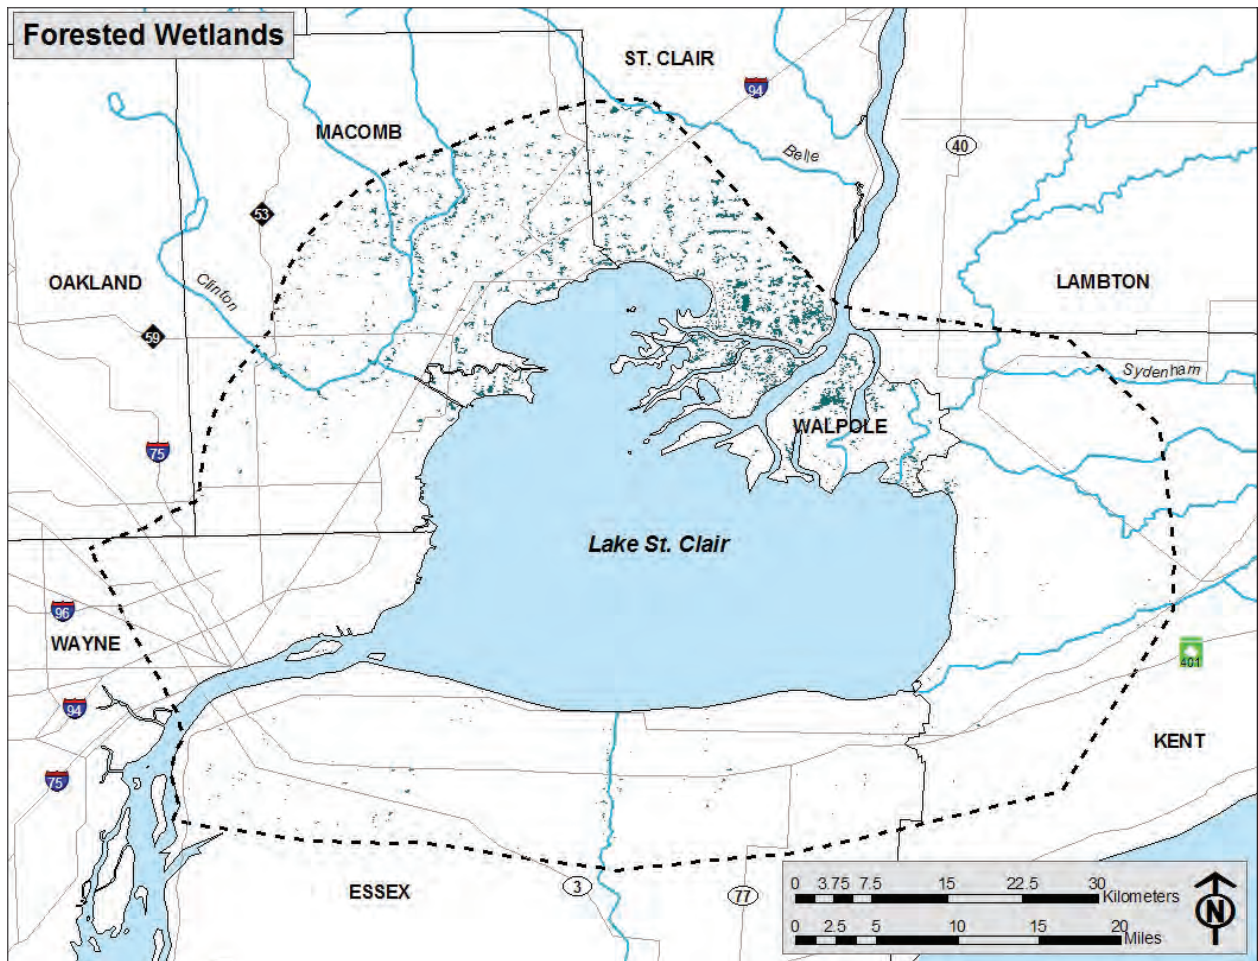 Forested Wetlands
ST. CLAIR
94
MACOMB
40
Belle
53
OAKLAND
Clinton
LAMBTON
59
Sydenham
WALPOLE
75
Lake St. Clair
96
WAYNE
401
94
KENT
75
ESSEX
3
77
0 3.75 7.5 15 22.5 30
Kilometers
0 2.5 5 10 15 20
Miles
N